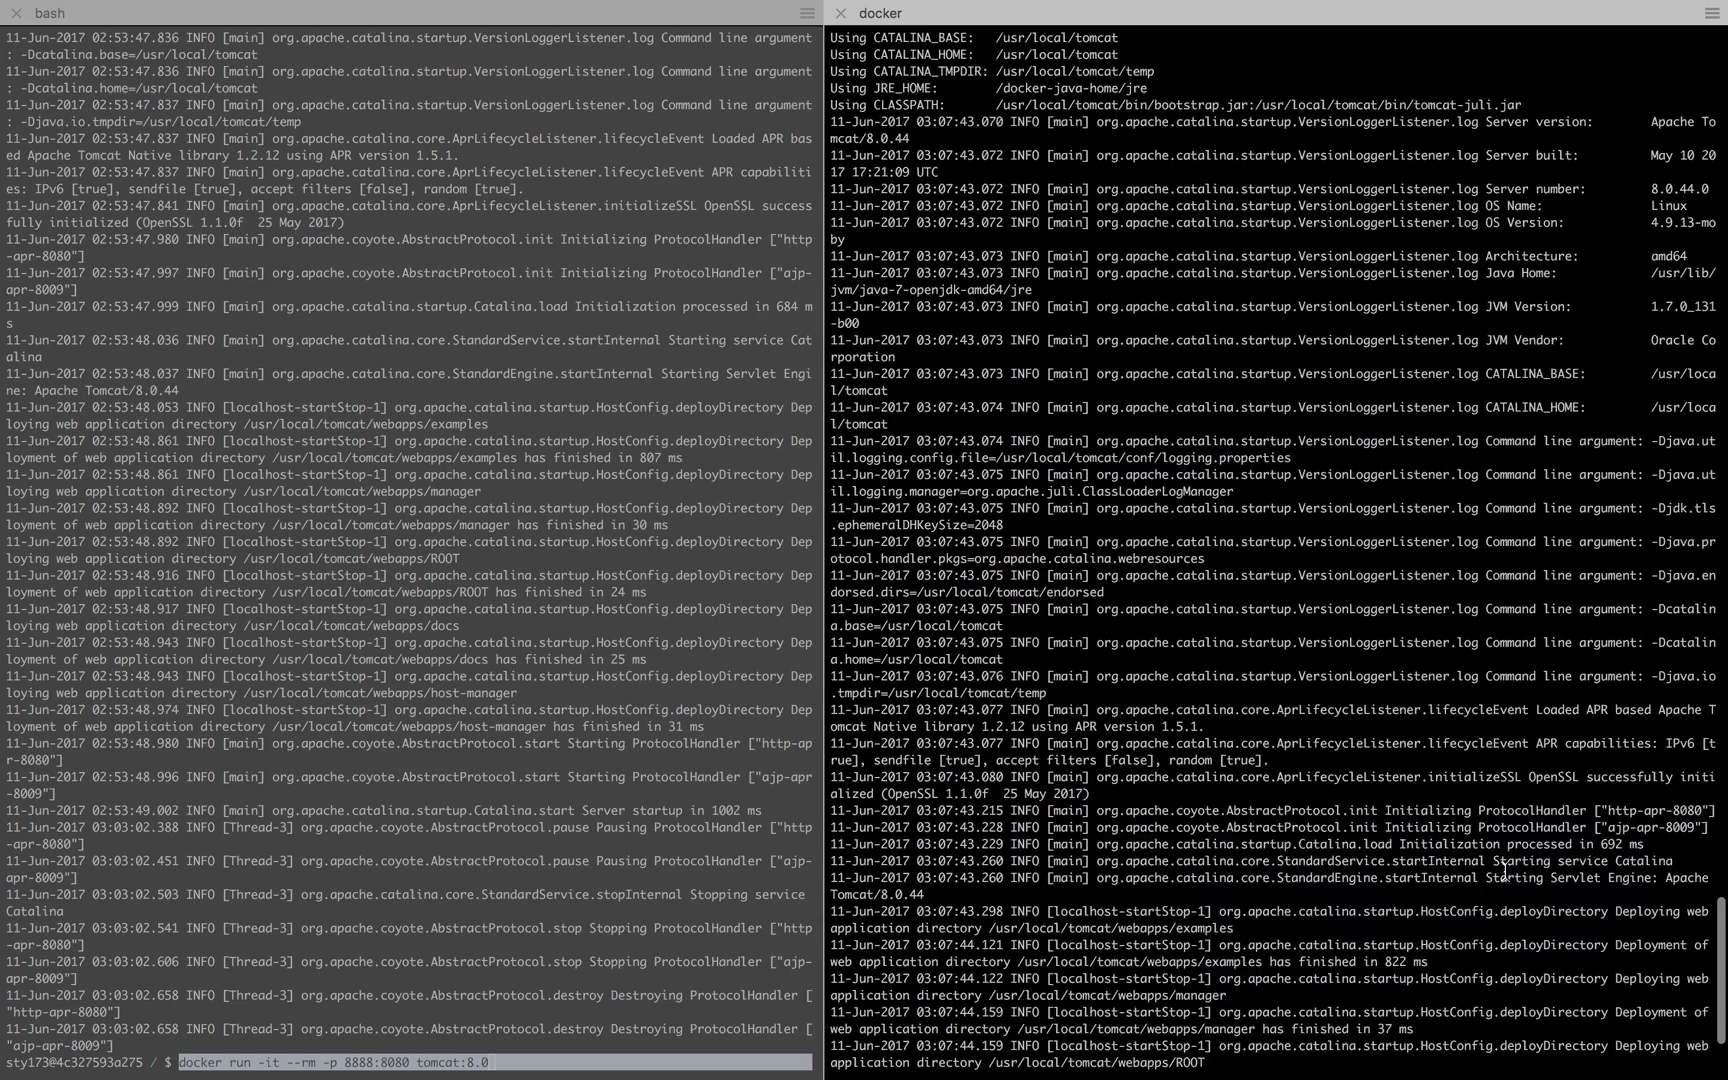 bash
11-Jun-2017 02:53:47.836 INFO [main] org.apache.catalina.startup.VersionLoggerListener.log Command line argument
: -Dcatalina.base=/usr/local/tomcat
11-Jun-2017 02:53:47.836 INFO [main] org.apache.catalina.startup.VersionLoggerListener.log Command line argument
: -Dcatalina.home=/usr/local/tomcat
11-Jun-2017 02:53:47.837 INFO [main] org.apache.catalina.startup.VersionLoggerListener.log Command line argument
: -Djava.io.tmpdir=/usr/local/tomcat/temp
11-Jun-2017 02:53:47.837 INFO [main] org.apache.catalina.core.AprLifecycleListener.lifecycleEvent Loaded APR bas
ed Apache Tomcat Native library 1.2.12 using APR version 1.5.1.
11-Jun-2017 02:53:47.837 INFO [main] org.apache.catalina.core.AprLifecycleListener.lifecycleEvent APR capabiliti
es: IPv6 [true], sendfile [true], accept filters [false], random [true].
11-Jun-2017 02:53:47.841 INFO [main] org.apache.catalina.core.AprLifecycleListener.initializeSSL OpenSSL success
fully initialized (OpenSSL 1.1.0f  25 May 2017)
11-Jun-2017 02:53:47.980 INFO [main] org.apache.coyote.AbstractProtocol.init Initializing ProtocolHandler ["http
-apr-8080"]
11-Jun-2017 02:53:47.997 INFO [main] org.apache.coyote.AbstractProtocol.init Initializing ProtocolHandler ["ajp-
apr-8009"]
11-Jun-2017 02:53:47.999 INFO [main] org.apache.catalina.startup.Catalina.load Initialization processed in 684 m
s
11-Jun-2017 02:53:48.036 INFO [main] org.apache.catalina.core.StandardService.startInternal Starting service Cat
alina
11-Jun-2017 02:53:48.037 INFO [main] org.apache.catalina.core.StandardEngine.startInternal Starting Servlet Engi
ne: Apache Tomcat/8.0.44
11-Jun-2017 02:53:48.053 INFO [localhost-startStop-1] org.apache.catalina.startup.HostConfig.deployDirectory Dep
loying web application directory /usr/local/tomcat/webapps/examples
11-Jun-2017 02:53:48.861 INFO [localhost-startStop-1] org.apache.catalina.startup.HostConfig.deployDirectory Dep
loyment of web application directory /usr/local/tomcat/webapps/examples has finished in 807 ms
11-Jun-2017 02:53:48.861 INFO [localhost-startStop-1] org.apache.catalina.startup.HostConfig.deployDirectory Dep
loying web application directory /usr/local/tomcat/webapps/manager
11-Jun-2017 02:53:48.892 INFO [localhost-startStop-1] org.apache.catalina.startup.HostConfig.deployDirectory Dep
loyment of web application directory /usr/local/tomcat/webapps/manager has finished in 30 ms
11-Jun-2017 02:53:48.892 INFO [localhost-startStop-1] org.apache.catalina.startup.HostConfig.deployDirectory Dep
loying web application directory /usr/local/tomcat/webapps/ROOT
11-Jun-2017 02:53:48.916 INFO [localhost-startStop-1] org.apache.catalina.startup.HostConfig.deployDirectory Dep
loyment of web application directory /usr/local/tomcat/webapps/ROOT has finished in 24 ms
11-Jun-2017 02:53:48.917 INFO [localhost-startStop-1] org.apache.catalina.startup.HostConfig.deployDirectory Dep
loying web application directory /usr/local/tomcat/webapps/docs
11-Jun-2017 02:53:48.943 INFO [localhost-startStop-1] org.apache.catalina.startup.HostConfig.deployDirectory Dep
loyment of web application directory /usr/local/tomcat/webapps/docs has finished in 25 ms
11-Jun-2017 02:53:48.943 INFO [localhost-startStop-1] org.apache.catalina.startup.HostConfig.deployDirectory Dep
loying web application directory /usr/local/tomcat/webapps/host-manager
11-Jun-2017 02:53:48.974 INFO [localhost-startStop-1] org.apache.catalina.startup.HostConfig.deployDirectory Dep
loyment of web application directory /usr/local/tomcat/webapps/host-manager has finished in 31 ms
11-Jun-2017 02:53:48.980 INFO [main] org.apache.coyote.AbstractProtocol.start Starting ProtocolHandler ["http-ap
r-8080"]
11-Jun-2017 02:53:48.996 INFO [main] org.apache.coyote.AbstractProtocol.start Starting ProtocolHandler ["ajp-apr
-8009"]
11-Jun-2017 02:53:49.002 INFO [main] org.apache.catalina.startup.Catalina.start Server startup in 1002 ms
11-Jun-2017 03:03:02.388 INFO [Thread-3] org.apache.coyote.AbstractProtocol.pause Pausing ProtocolHandler ["http
-apr-8080"]
11-Jun-2017 03:03:02.451 INFO [Thread-3] org.apache.coyote.AbstractProtocol.pause Pausing ProtocolHandler ["ajp-
apr-8009"]
11-Jun-2017 03:03:02.503 INFO [Thread-3] org.apache.catalina.core.StandardService.stopInternal Stopping service
Catalina
11-Jun-2017 03:03:02.541 INFO [Thread-3] org.apache.coyote.AbstractProtocol.stop Stopping ProtocolHandler ["http
-apr-8080"]
11-Jun-2017 03:03:02.606 INFO [Thread-3] org.apache.coyote.AbstractProtocol.stop Stopping ProtocolHandler ["ajp-
apr-8009"]
11-Jun-2017 03:03:02.658 INFO [Thread-3] org.apache.coyote.AbstractProtocol.destroy Destroying ProtocolHandler [
"http-apr-8080"]
11-Jun-2017 03:03:02.658 INFO [Thread-3] org.apache.coyote.AbstractProtocol.destroy Destroying ProtocolHandler [
"ajp-apr-8009"]
sty173@4c327593a275 / $ docker run -it --rm -p 8888:8080 tomcat:8.0
docker
Using CATALINA_BASE:   /usr/local/tomcat
Using CATALINA_HOME:   /usr/local/tomcat
Using CATALINA_TMPDIR: /usr/local/tomcat/temp
Using JRE_HOME:        /docker-java-home/jre
Using CLASSPATH:       /usr/local/tomcat/bin/bootstrap.jar:/usr/local/tomcat/bin/tomcat-juli.jar
11-Jun-2017 03:07:43.070 INFO [main] org.apache.catalina.startup.VersionLoggerListener.log Server version:        Apache To
mcat/8.0.44
11-Jun-2017 03:07:43.072 INFO [main] org.apache.catalina.startup.VersionLoggerListener.log Server built:          May 10 20
17 17:21:09 UTC
11-Jun-2017 03:07:43.072 INFO [main] org.apache.catalina.startup.VersionLoggerListener.log Server number:         8.0.44.0
11-Jun-2017 03:07:43.072 INFO [main] org.apache.catalina.startup.VersionLoggerListener.log OS Name:               Linux
11-Jun-2017 03:07:43.072 INFO [main] org.apache.catalina.startup.VersionLoggerListener.log OS Version:            4.9.13-mo
by
11-Jun-2017 03:07:43.073 INFO [main] org.apache.catalina.startup.VersionLoggerListener.log Architecture:          amd64
11-Jun-2017 03:07:43.073 INFO [main] org.apache.catalina.startup.VersionLoggerListener.log Java Home:             /usr/lib/
jvm/java-7-openjdk-amd64/jre
11-Jun-2017 03:07:43.073 INFO [main] org.apache.catalina.startup.VersionLoggerListener.log JVM Version:           1.7.0_131
-b00
11-Jun-2017 03:07:43.073 INFO [main] org.apache.catalina.startup.VersionLoggerListener.log JVM Vendor:            Oracle Co
rporation
11-Jun-2017 03:07:43.073 INFO [main] org.apache.catalina.startup.VersionLoggerListener.log CATALINA_BASE:         /usr/loca
l/tomcat
11-Jun-2017 03:07:43.074 INFO [main] org.apache.catalina.startup.VersionLoggerListener.log CATALINA_HOME:         /usr/loca
l/tomcat
11-Jun-2017 03:07:43.074 INFO [main] org.apache.catalina.startup.VersionLoggerListener.log Command line argument: -Djava.ut
il.logging.config.file=/usr/local/tomcat/conf/logging.properties
11-Jun-2017 03:07:43.075 INFO [main] org.apache.catalina.startup.VersionLoggerListener.log Command line argument: -Djava.ut
il.logging.manager=org.apache.juli.ClassLoaderLogManager
11-Jun-2017 03:07:43.075 INFO [main] org.apache.catalina.startup.VersionLoggerListener.log Command line argument: -Djdk.tls
.ephemeralDHKeySize=2048
11-Jun-2017 03:07:43.075 INFO [main] org.apache.catalina.startup.VersionLoggerListener.log Command line argument: -Djava.pr
otocol.handler.pkgs=org.apache.catalina.webresources
11-Jun-2017 03:07:43.075 INFO [main] org.apache.catalina.startup.VersionLoggerListener.log Command line argument: -Djava.en
dorsed.dirs=/usr/local/tomcat/endorsed
11-Jun-2017 03:07:43.075 INFO [main] org.apache.catalina.startup.VersionLoggerListener.log Command line argument: -Dcatalin
a.base=/usr/local/tomcat
11-Jun-2017 03:07:43.075 INFO [main] org.apache.catalina.startup.VersionLoggerListener.log Command line argument: -Dcatalin
a.home=/usr/local/tomcat
11-Jun-2017 03:07:43.076 INFO [main] org.apache.catalina.startup.VersionLoggerListener.log Command line argument: -Djava.io
.tmpdir=/usr/local/tomcat/temp
11-Jun-2017 03:07:43.077 INFO [main] org.apache.catalina.core.AprLifecycleListener.lifecycleEvent Loaded APR based Apache T
omcat Native library 1.2.12 using APR version 1.5.1.
11-Jun-2017 03:07:43.077 INFO [main] org.apache.catalina.core.AprLifecycleListener.lifecycleEvent APR capabilities: IPv6 [t
rue], sendfile [true], accept filters [false], random [true].
11-Jun-2017 03:07:43.080 INFO [main] org.apache.catalina.core.AprLifecycleListener.initializeSSL OpenSSL successfully initi
alized (OpenSSL 1.1.0f  25 May 2017)
11-Jun-2017 03:07:43.215 INFO [main] org.apache.coyote.AbstractProtocol.init Initializing ProtocolHandler ["http-apr-8080"]
11-Jun-2017 03:07:43.228 INFO [main] org.apache.coyote.AbstractProtocol.init Initializing ProtocolHandler ["ajp-apr-8009"]
11-Jun-2017 03:07:43.229 INFO [main] org.apache.catalina.startup.Catalina.load Initialization processed in 692 ms
11-Jun-2017 03:07:43.260 INFO [main] org.apache.catalina.core.StandardService.startInternal Starting service Catalina
11-Jun-2017 03:07:43.260 INFO [main] org.apache.catalina.core.StandardEngine.startInternal Starting Servlet Engine: Apache
Tomcat/8.0.44
11-Jun-2017 03:07:43.298 INFO [localhost-startStop-1] org.apache.catalina.startup.HostConfig.deployDirectory Deploying web
application directory /usr/local/tomcat/webapps/examples
11-Jun-2017 03:07:44.121 INFO [localhost-startStop-1] org.apache.catalina.startup.HostConfig.deployDirectory Deployment of
web application directory /usr/local/tomcat/webapps/examples has finished in 822 ms
11-Jun-2017 03:07:44.122 INFO [localhost-startStop-1] org.apache.catalina.startup.HostConfig.deployDirectory Deploying web
application directory /usr/local/tomcat/webapps/manager
11-Jun-2017 03:07:44.159 INFO [localhost-startStop-1] org.apache.catalina.startup.HostConfig.deployDirectory Deployment of
web application directory /usr/local/tomcat/webapps/manager has finished in 37 ms
11-Jun-2017 03:07:44.159 INFO [localhost-startStop-1] org.apache.catalina.startup.HostConfig.deployDirectory Deploying web
application directory /usr/local/tomcat/webapps/ROOT